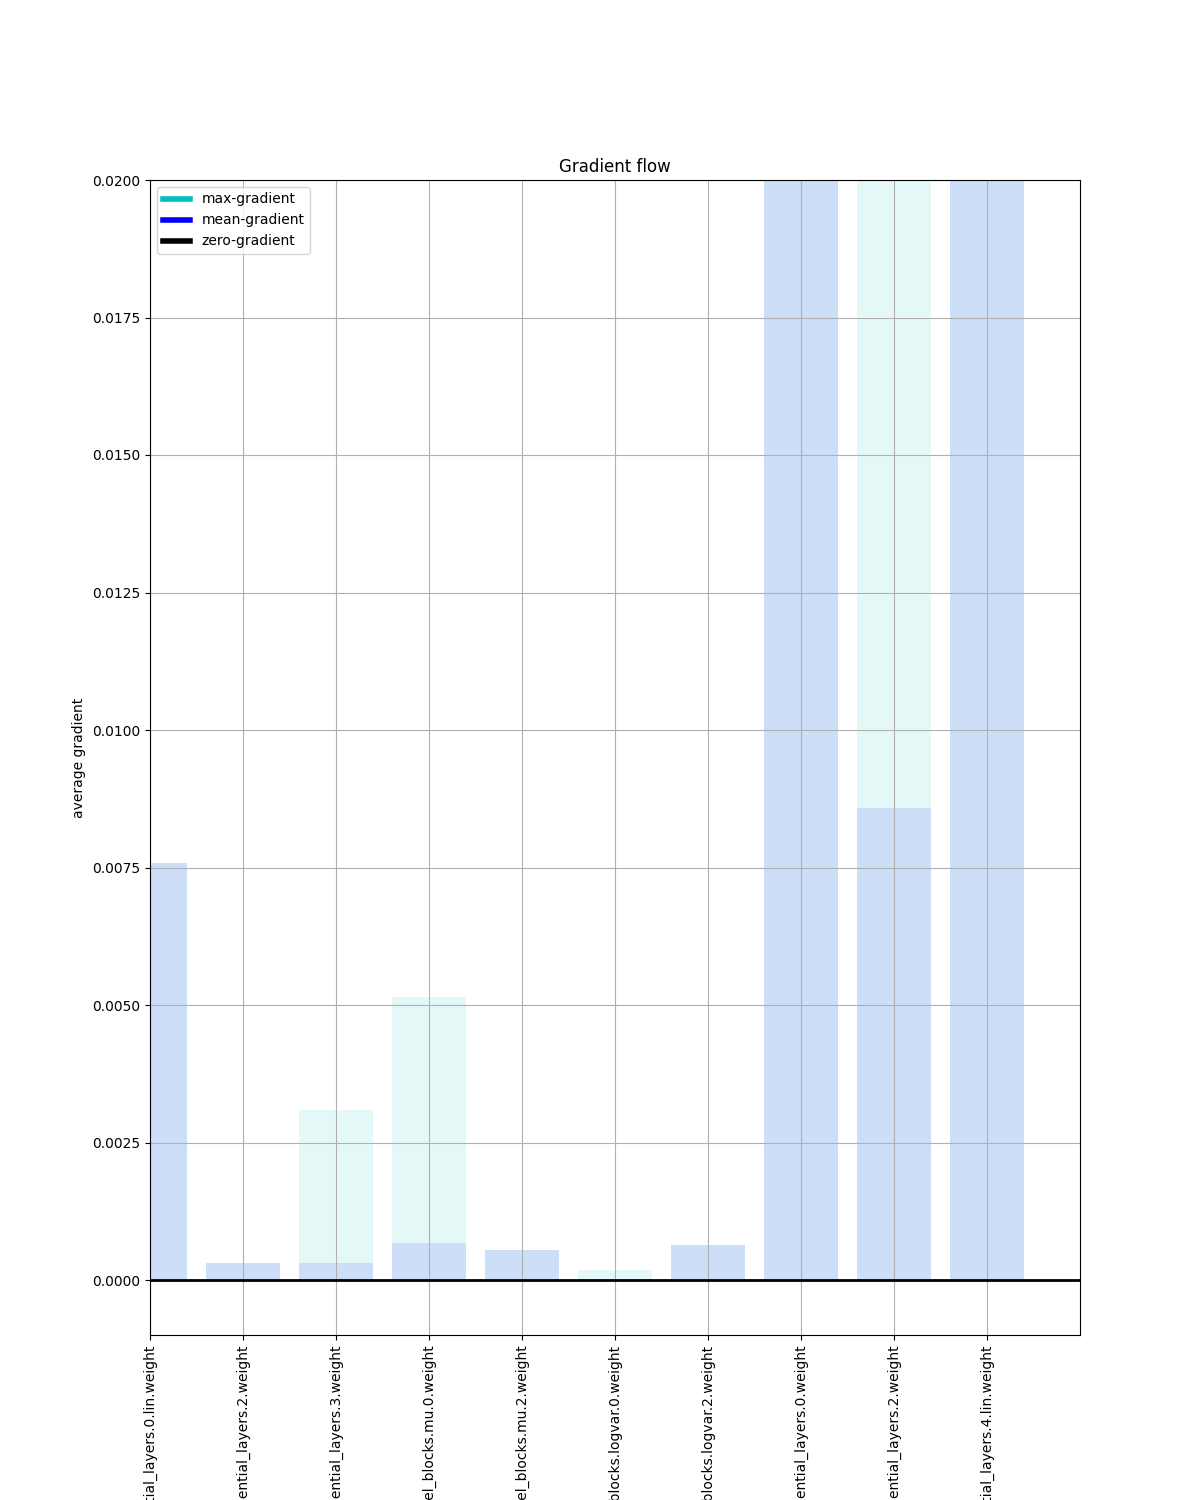 Gradient flow
max-gradient
mean-gradient
zero-gradient
0.0200
0.0175
0.0150
0.0125
0.0100
0.0075
0.0050
0.0025
0.0000
average gradient
tial_layers.0.lin.weight
ential_layers.2.weight
ential_layers.3.weight
el_blocks.mu.0.weight
el_blocks.mu.2.weight
blocks.logvar.0.weight
blocks.logvar.2.weight
ential_layers.0.weight
ential_layers.2.weight
tial_layers.4.lin.weight